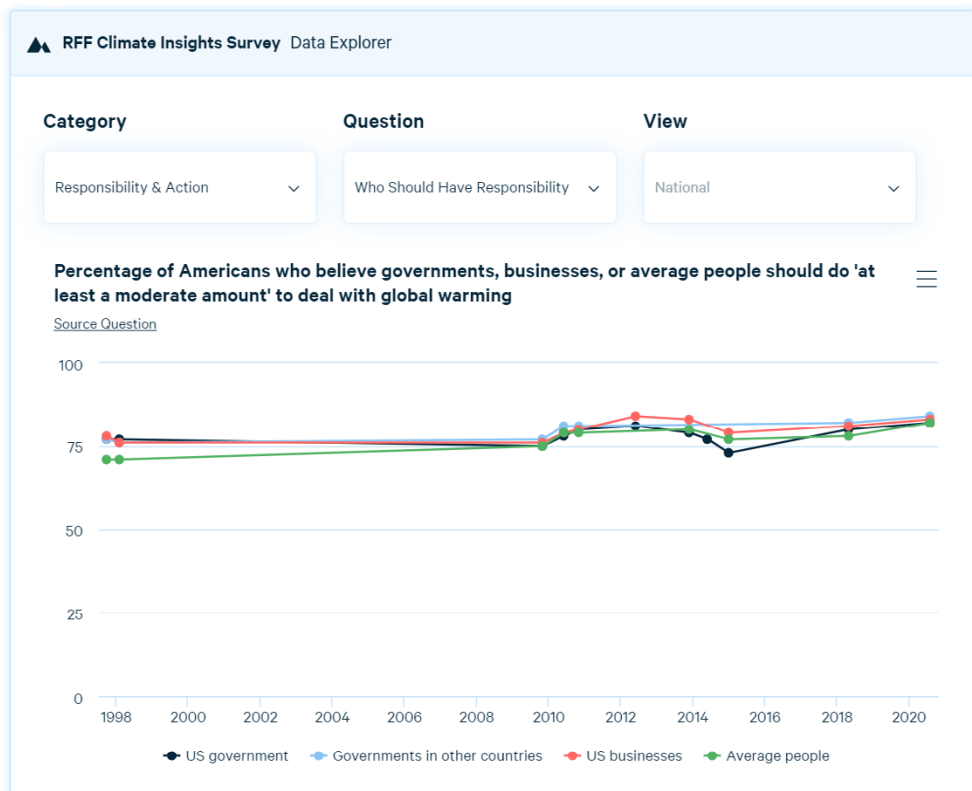 RFF Climate Insights Survey Data Explorer
Category
Question
View
Responsibility & Action
Who Should Have Responsibility
National
Percentage of Americans who believe governments, businesses, or average people should do 'at
least a moderate amount' to deal with global warming
Source Question
100
75
50
25
0
1998 2000 2002 2004 2006 2008 2010 2012 2014 2016 2018 2020
US government Governments in other countries US businesses Average people